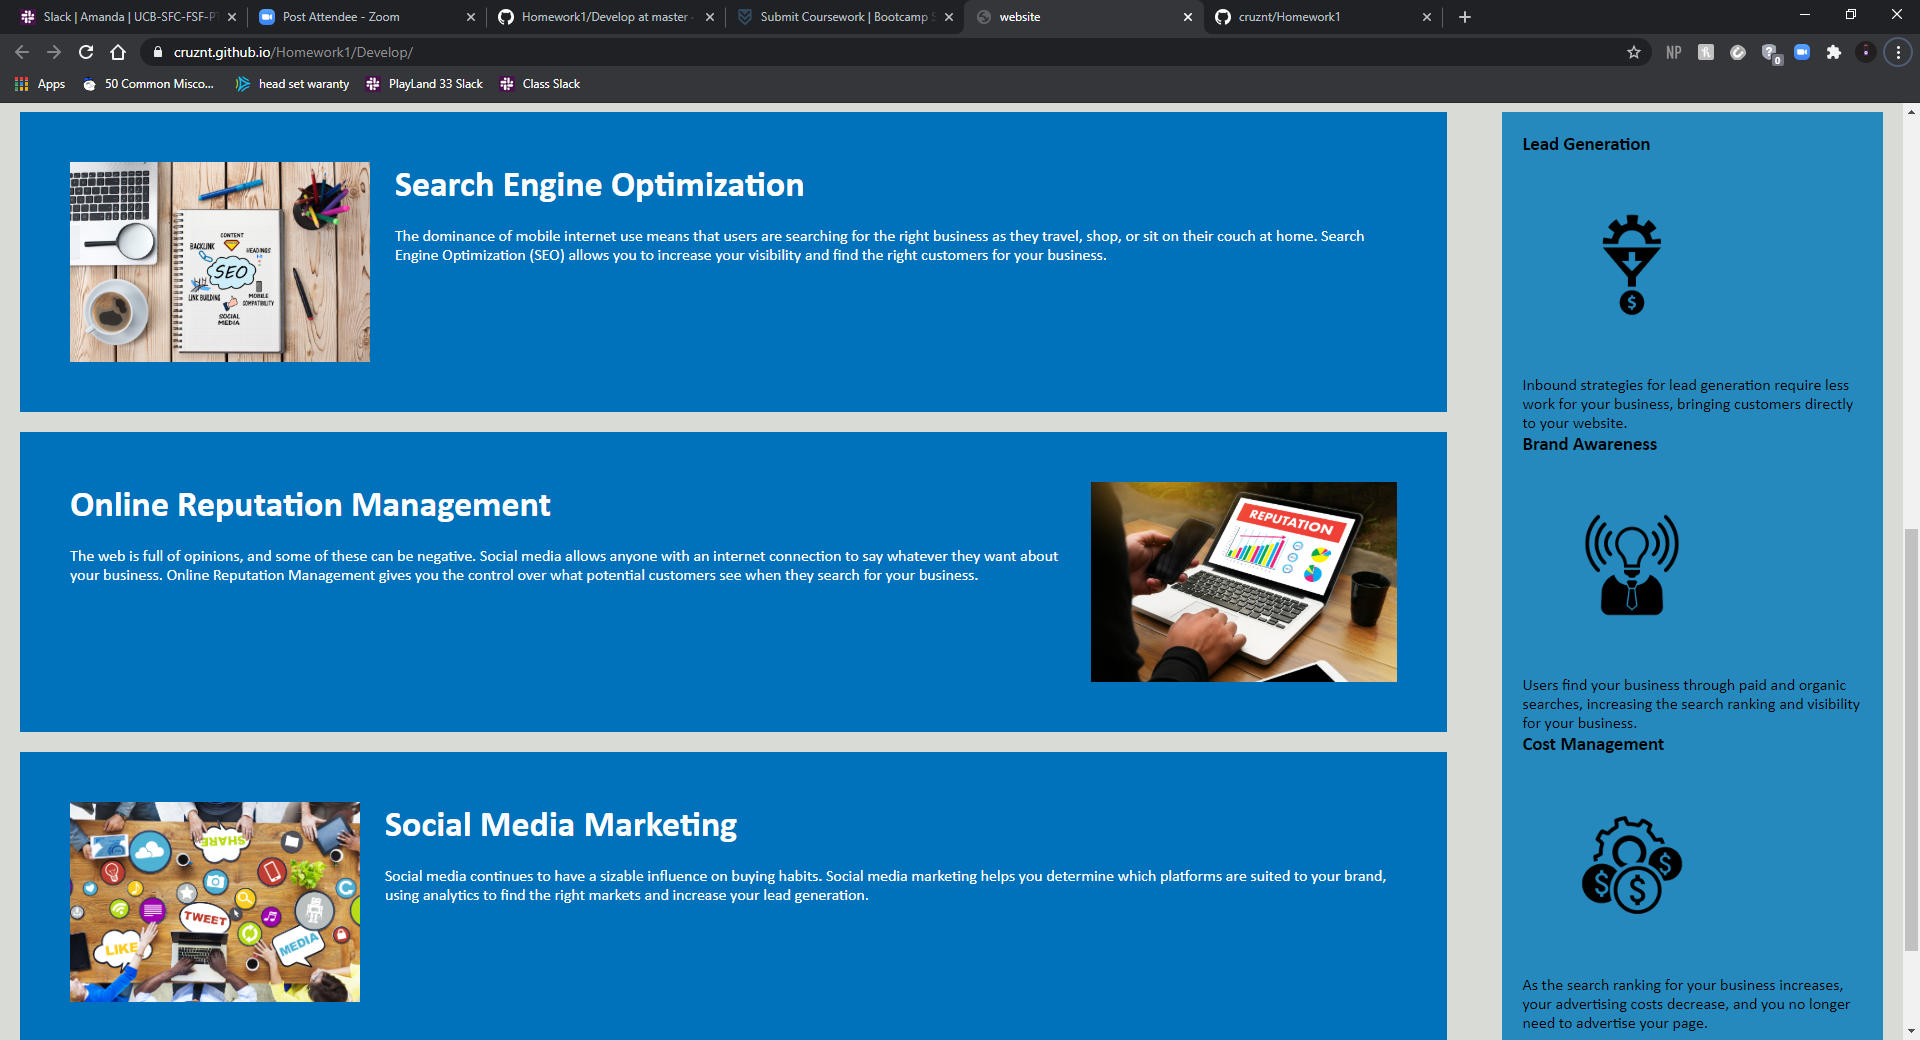 Slack | Amanda | UCB-SFC-FSF-PT
Post Attendee - Zoom
Homework1/Develop at master
Submit Coursework | Bootcamp S
website
cruznt/Homework1
cruznt.github.io/Homework1/Develop/
NP
0
Apps
50 Common Misco...
head set waranty
PlayLand 33 Slack
Class Slack
Search Engine Optimization
The dominance of mobile internet use means that users are searching for the right business as they travel, shop, or sit on their couch at home. Search
Engine Optimization (SEO) allows you to increase your visibility and find the right customers for your business.
CONTENT
BACKLINK
HEADINGS
SEO
LINK BUILDING
MOBILE
COMPATIBILITY
SOCIAL
MEDIA
Online Reputation Management
The web is full of opinions, and some of these can be negative. Social media allows anyone with an internet connection to say whatever they want about
your business. Online Reputation Management gives you the control over what potential customers see when they search for your business.
REPUTATION
Social Media Marketing
Social media continues to have a sizable influence on buying habits. Social media marketing helps you determine which platforms are suited to your brand,
using analytics to find the right markets and increase your lead generation.
SHARE
TWEET
LIKE
MEDIA
Lead Generation
$
Inbound strategies for lead generation require less
work for your business, bringing customers directly
to your website.
Brand Awareness
Users find your business through paid and organic
searches, increasing the search ranking and visibility
for your business.
Cost Management
$
$
$
As the search ranking for your business increases,
your advertising costs decrease, and you no longer
need to advertise your page.